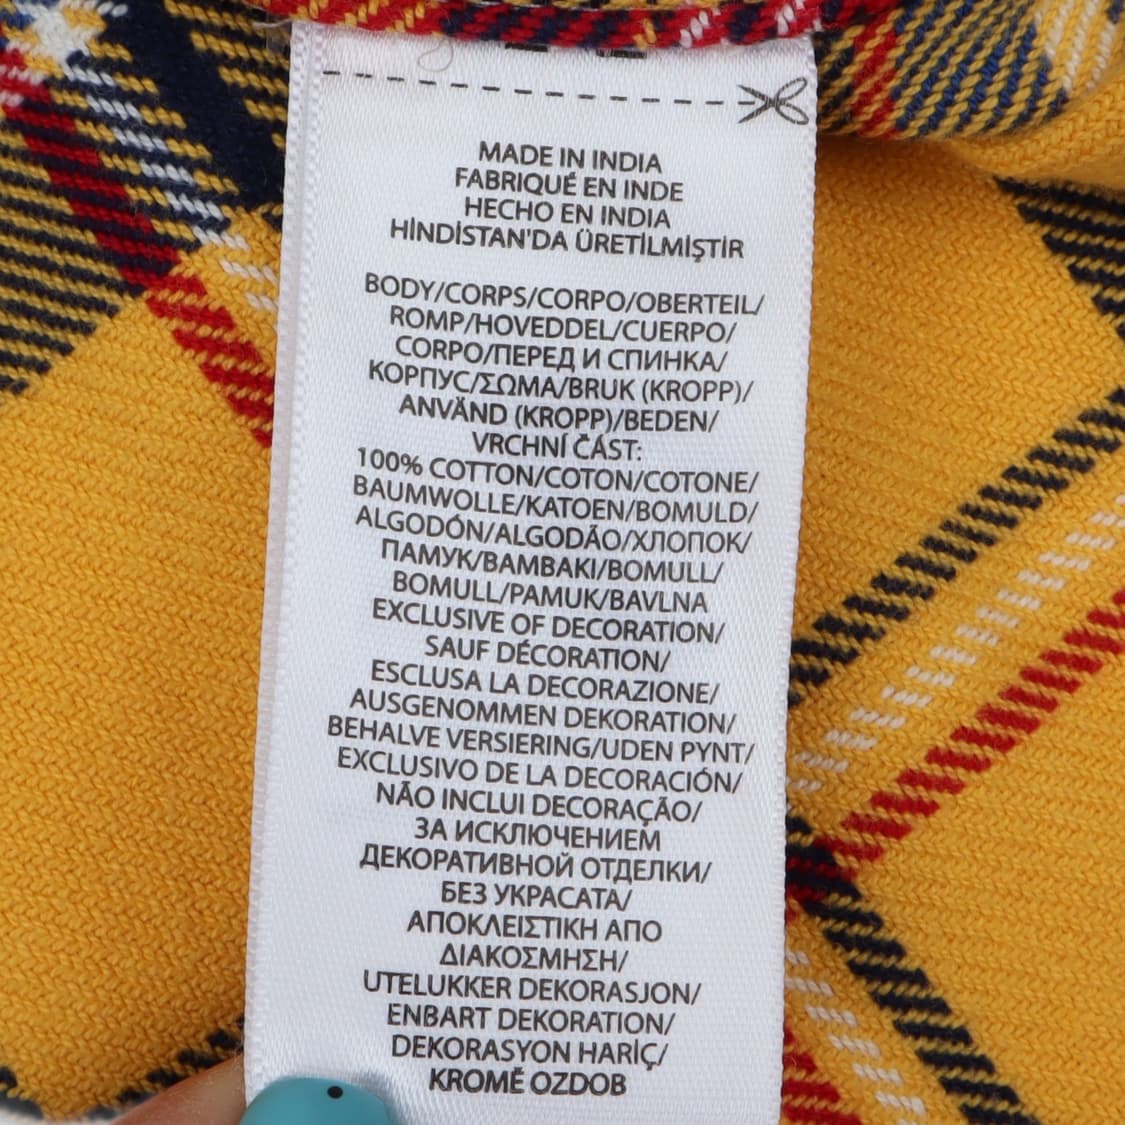 MADE IN INDIA
FABRIQUÉ EN INDE
HECHO EN INDIA
HİNDİSTAN'DA ÜRETİLMİŞTİR
BODY/CORPS/CORPO/OBERTEIL/
ROMP/HOVEDDEL/CUERPO/
CORPO/ПЕРЕД И СПИНКА/
КОРПУС/ΣΩΜΑ/BRUK (KROPP)/
ANVÄND (KROPP)/BEDEN/
VRCHNÍ ČÁST:
100% COTTON/COTON/COTONE/
BAUMWOLLE/KATOEN/BOMULD/
ALGODÓN/ALGODÃO/ХЛОПОК/
ПАМУК/ΒΑΜΒΑΚΙ/BOMULL/
BOMULL/PAMUK/BAVLNA
EXCLUSIVE OF DECORATION/
SAUF DÉCORATION/
ESCLUSA LA DECORAZIONE/
AUSGENOMMEN DEKORATION/
BEHALVE VERSIERING/UDEN PYNT/
EXCLUSIVO DE LA DECORACIÓN/
NÃO INCLUI DECORAÇÃO/
ЗА ИСКЛЮЧЕНИЕМ
ДЕКОРАТИВНОЙ ОТДЕЛКИ/
БЕЗ УКРАСАТА/
ΑΠΟΚΛΕΙΣΤΙΚΗ ΑΠΟ
ΔΙΑΚΟΣΜΗΣΗ/
UTELUKKER DEKORASJON/
ENBART DEKORATION/
DEKORASYON HARİÇ/
KROMĚ OZDOB